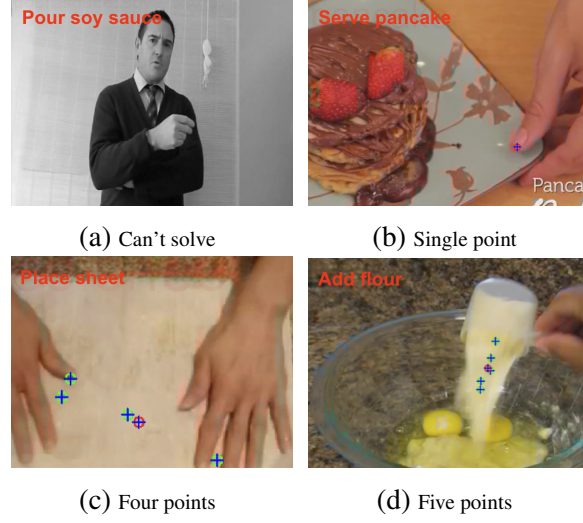 Pour soy sauce
Serve pancake
Panca
(a) Can't solve
(b) Single point
Place sheet
Add flour
(c) Four points
(d) Five points